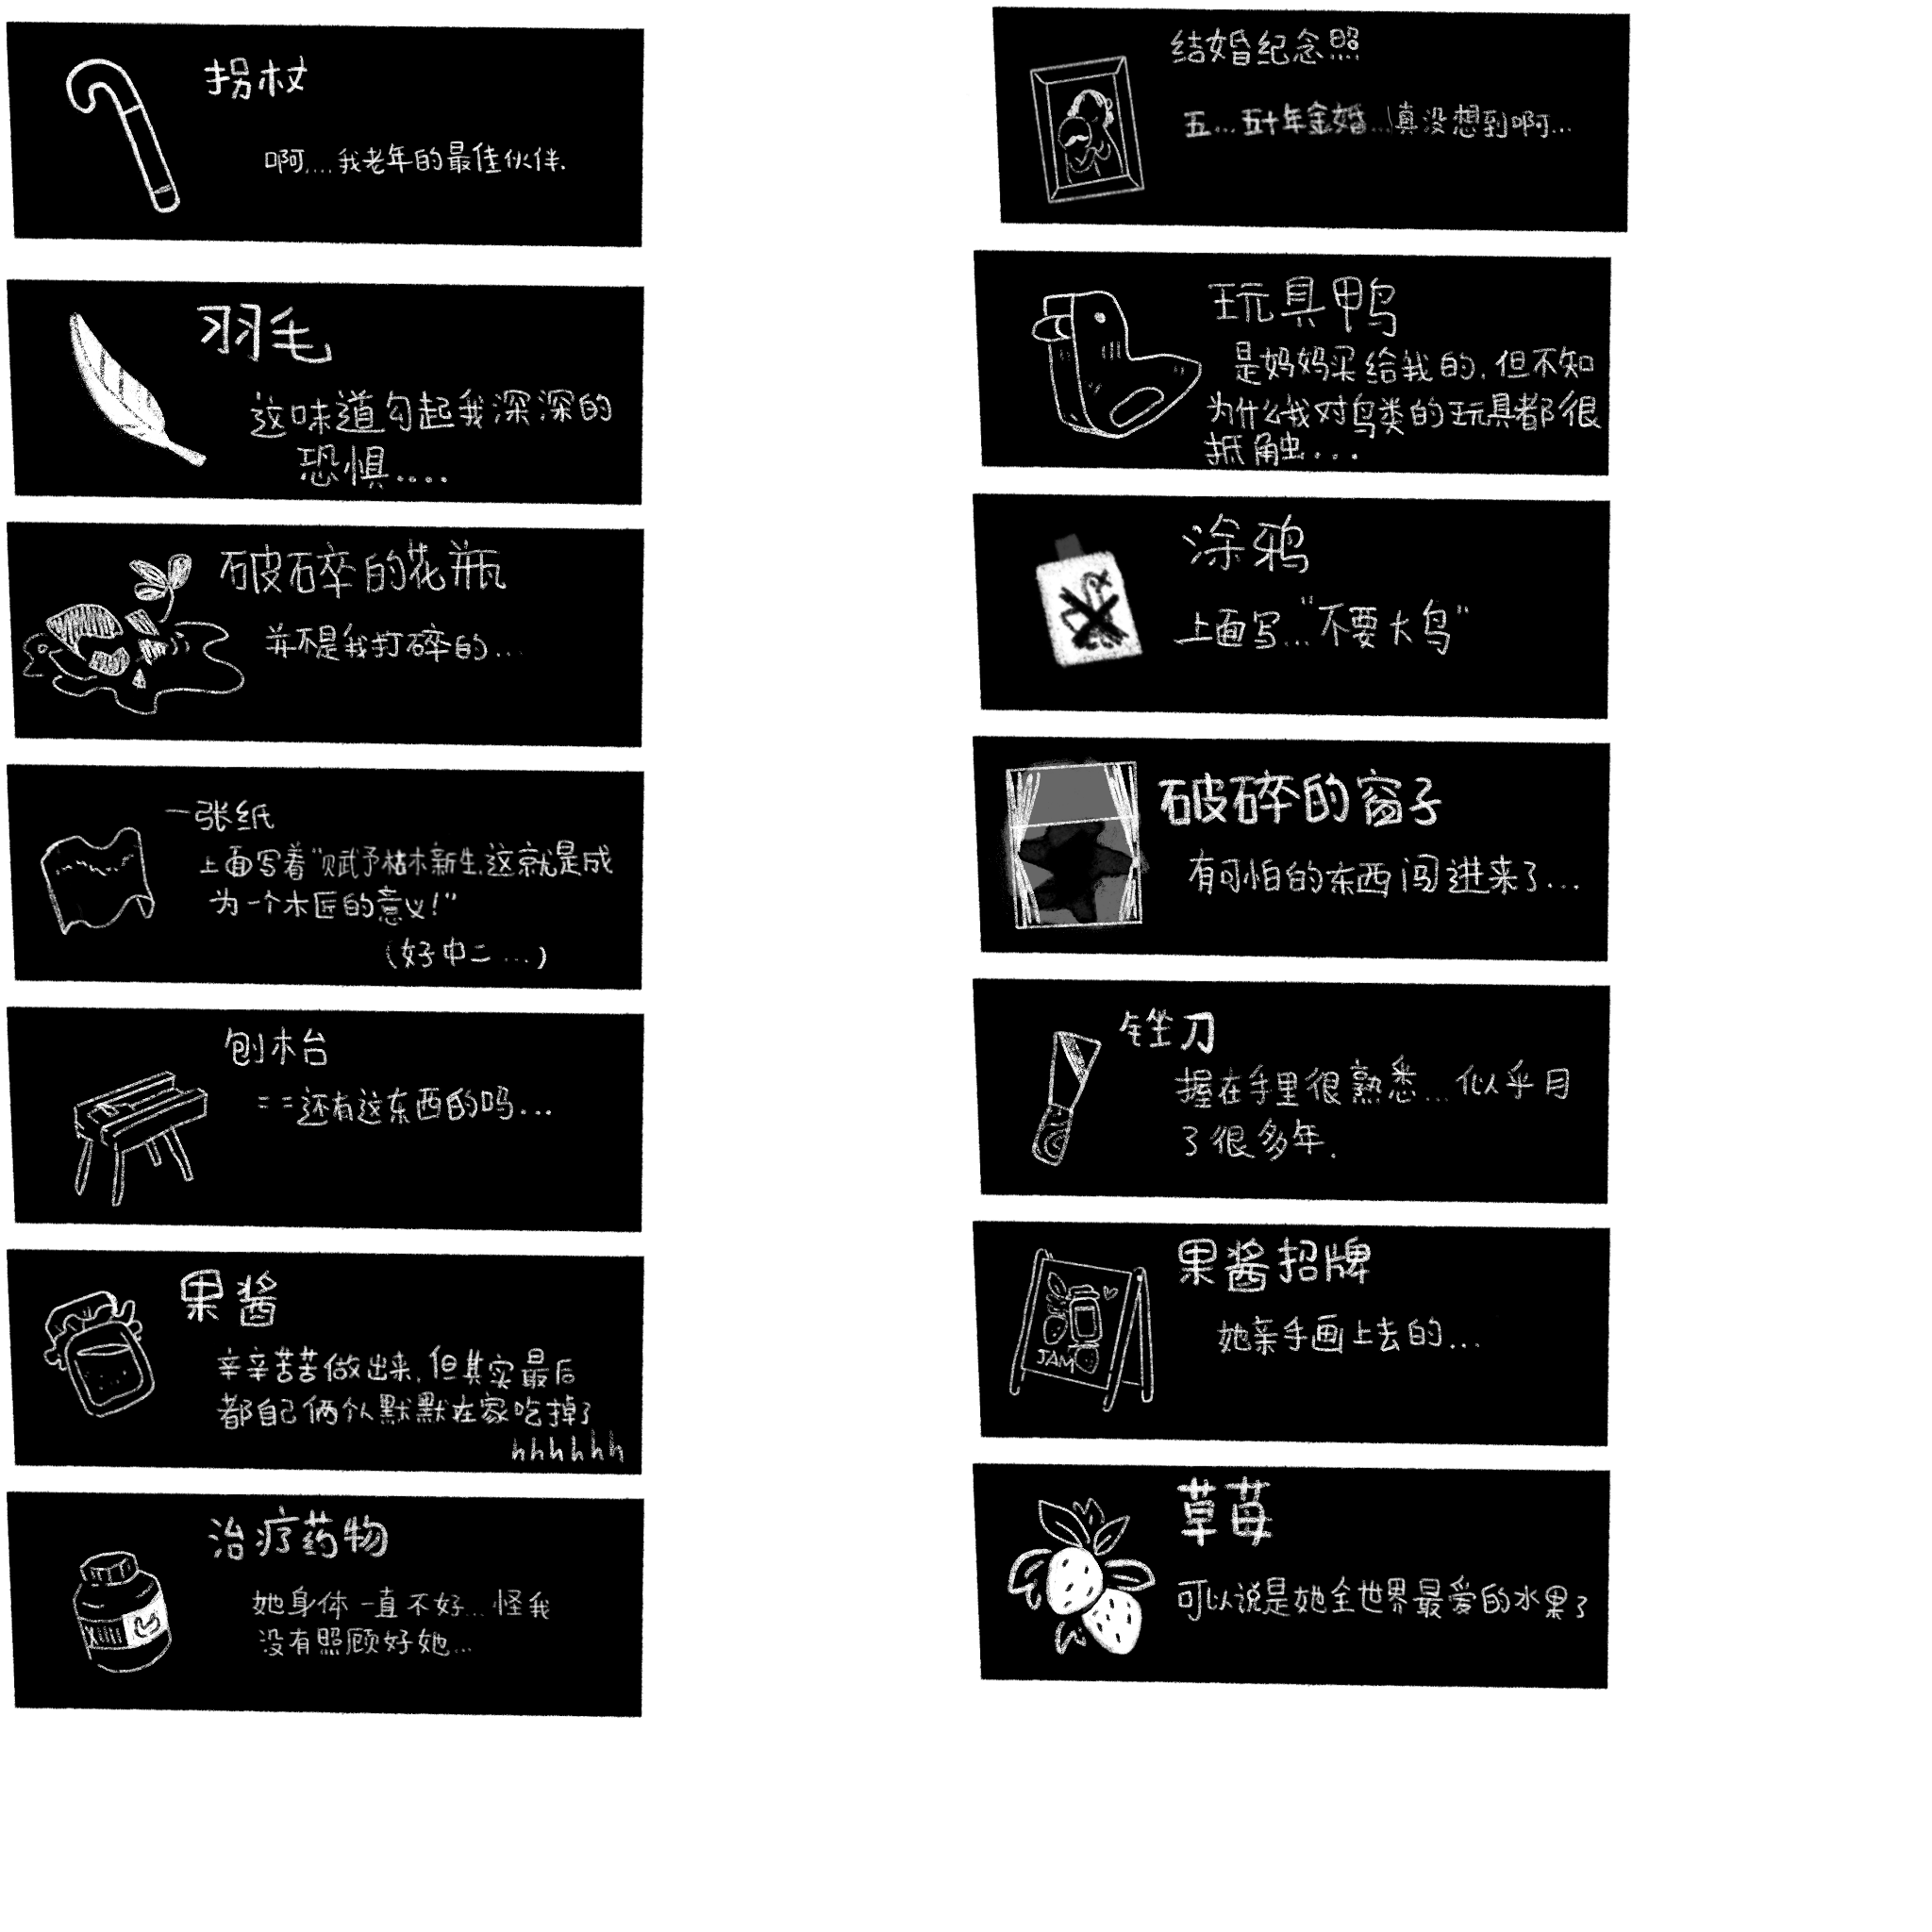 拐杖
啊....我老年的最佳伙伴.
羽毛
这味道勾起我深深的
恐惧....
破碎的花瓶
并不是我打碎的...
一张纸
上面写着"赋予枯木新生,这就是成
为一个木匠的意义!"
(好中二...)
刨木台
==还有这东西的吗...
果酱
辛辛苦苦做出来,但其实最后
都自己俩个人默默在家吃掉了
hhhhhh
治疗药物
她身体一直不好...怪我
没有照顾好她...
结婚纪念照
五...五十年金婚...真没想到啊...
玩具鸭
是妈妈买给我的,但不知
为什么我对鸟类的玩具都很
抵触...
涂鸦
上面写..."不要大鸟"
破碎的窗子
有可怕的东西闯进来了...
锉刀
握在手里很熟悉...似乎用
了很多年.
果酱招牌
她亲手画上去的...
JAM
草莓
可以说是她全世界最爱的水果了